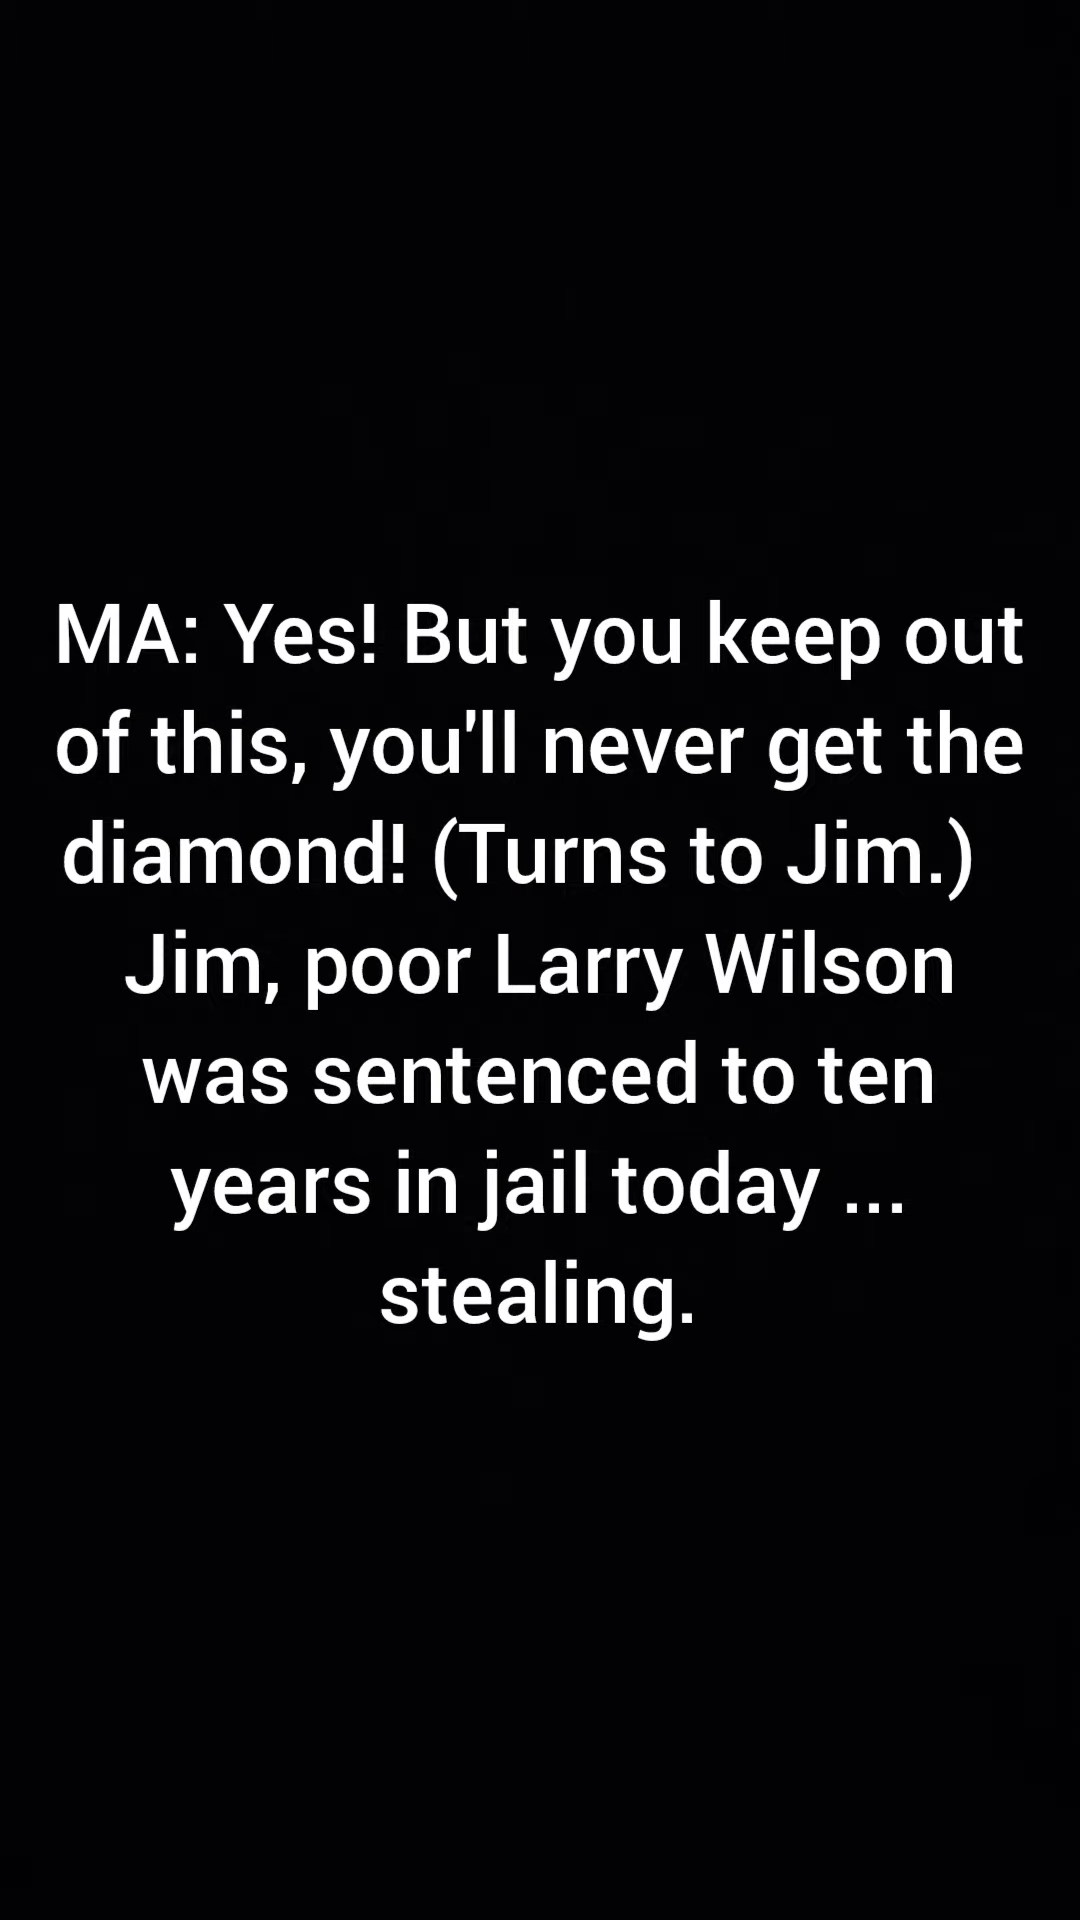 MA: Yes! But you keep out
of this, you'll never get the
diamond! (Turns to Jim.)
Jim, poor Larry Wilson
was sentenced to ten
years in jail today ...
stealing.